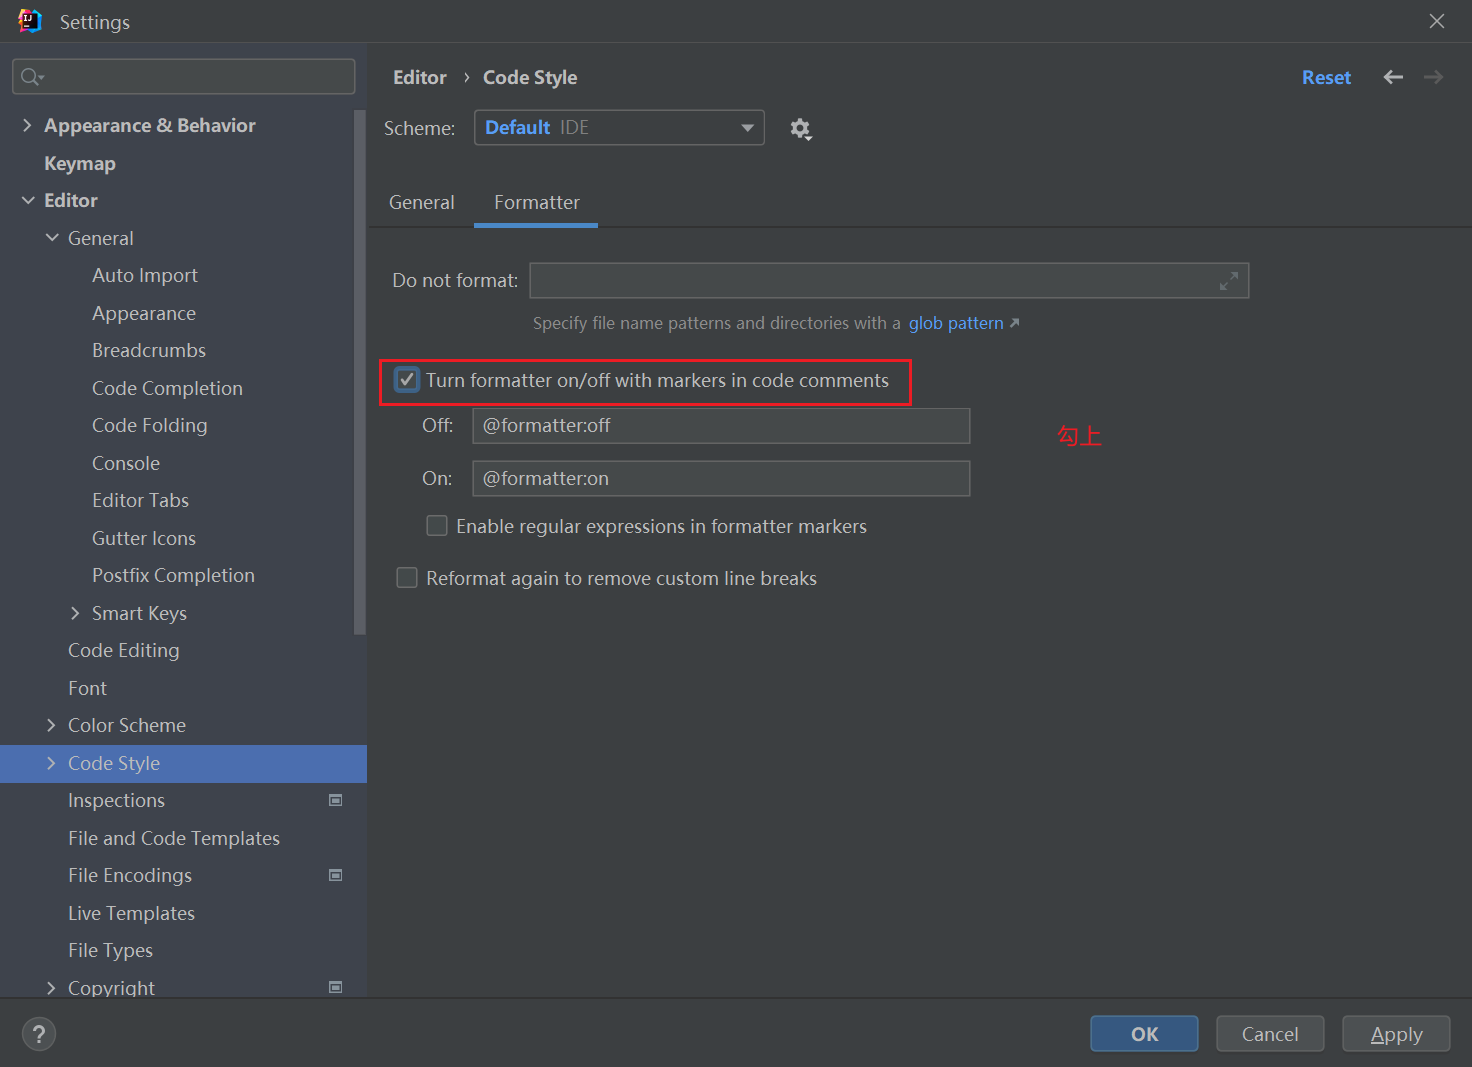 Settings
Appearance & Behavior
Keymap
Editor
General
Auto Import
Appearance
Breadcrumbs
Code Completion
Code Folding
Console
Editor Tabs
Gutter Icons
Postfix Completion
Smart Keys
Code Editing
Font
Color Scheme
Code Style
Inspections
File and Code Templates
File Encodings
Live Templates
File Types
Copyright
Editor › Code Style
Reset
Scheme: Default IDE
General Formatter
Do not format:
Specify file name patterns and directories with a glob pattern
Turn formatter on/off with markers in code comments
Off: @formatter:off
勾上
On: @formatter:on
Enable regular expressions in formatter markers
Reformat again to remove custom line breaks
?
OK Cancel Apply